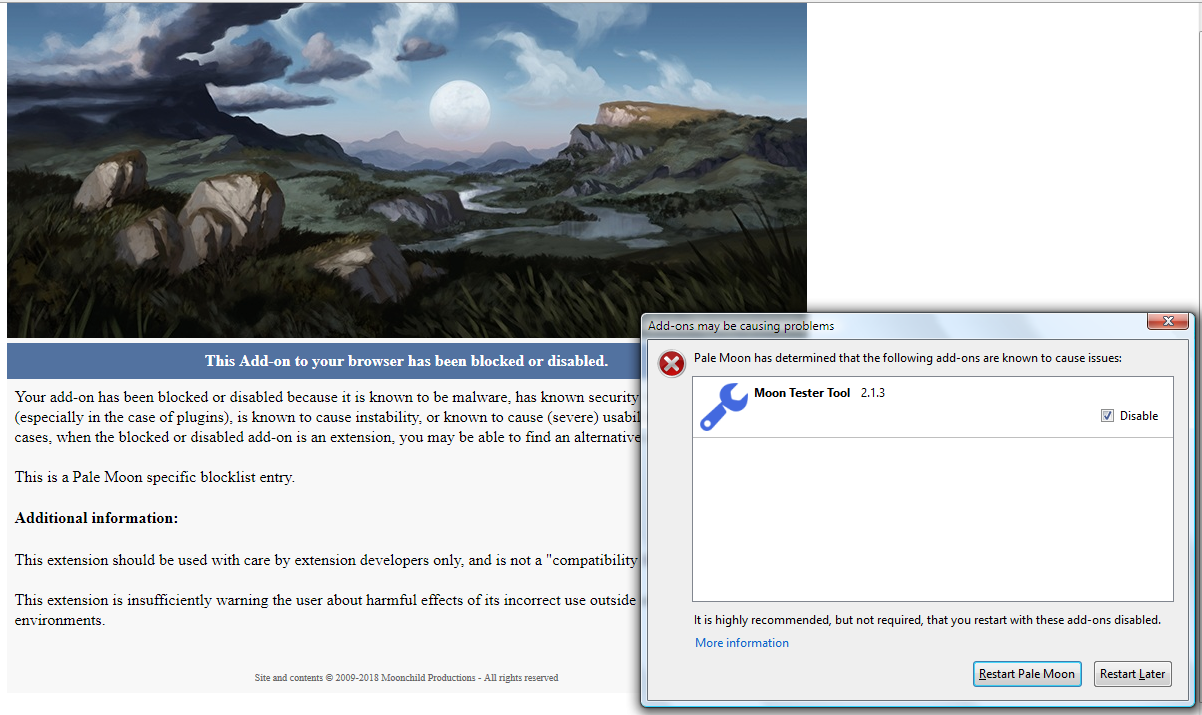 This Add-on to your browser has been blocked or disabled.
Your add-on has been blocked or disabled because it is known to be malware, has known security
(especially in the case of plugins), is known to cause instability, or known to cause (severe)
cases, when the blocked or disabled add-on is an extension, you may be able to find an alternative
This is a Pale Moon specific blocklist entry.
Additional information:
This extension should be used with care by extension developers only, and is not a "compatibility
This extension is insufficiently warning the user about harmful effects of its incorrect use outside
environments.
Site and contents © 2009-2018 Moonchild Productions - All rights reserved
Add-ons may be causing problems
Pale Moon has determined that the following add-ons are known to cause issues:
Moon Tester Tool 2.1.3
Disable
It is highly recommended, but not required, that you restart with these add-ons disabled.
More information
Restart Pale Moon
Restart Later